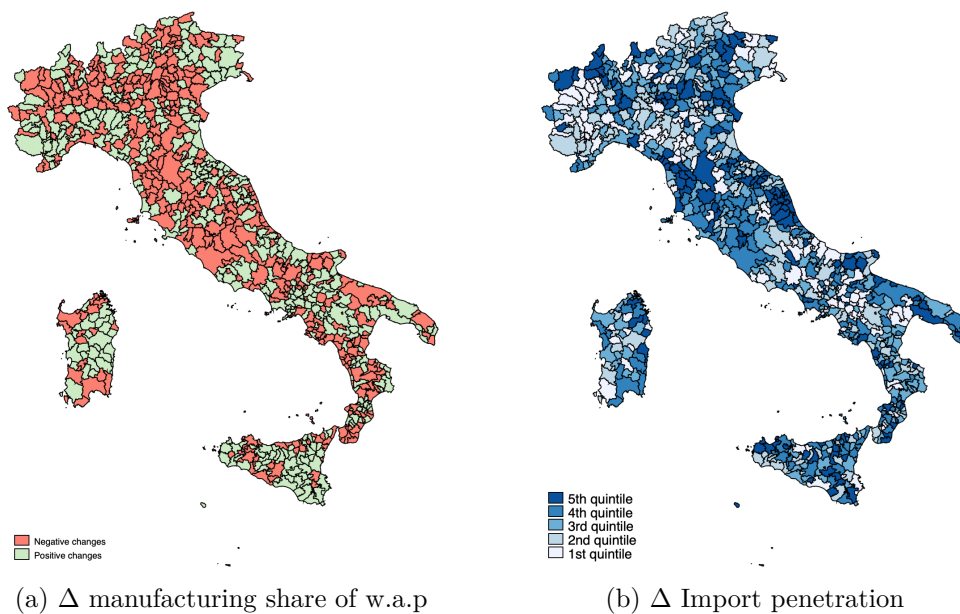 Negative changes
Positive changes
5th quintile
4th quintile
3rd quintile
2nd quintile
1st quintile
(a) Δ manufacturing share of w.a.p
(b) Δ Import penetration